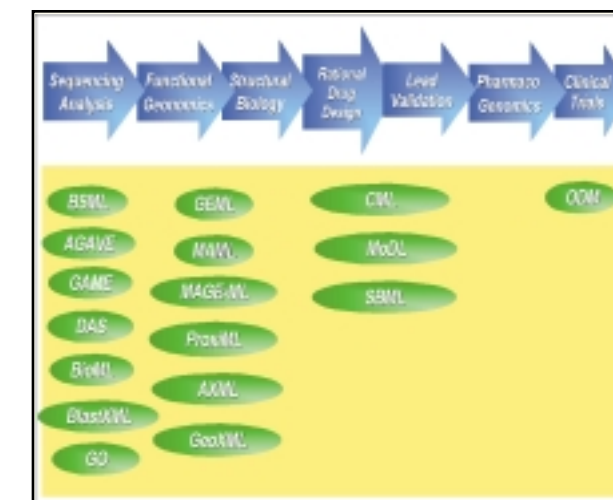 Sequencing
Analysis
Functional
Genomics
Structural
Biology
Rational
Drug
Design
Lead
Validation
Pharmaco
Genomics
Clinical
Trials
BSML
GEML
CML
ODM
AGAVE
MAML
MoDL
GAME
MAGE-ML
SBML
DAS
ProxiML
BioML
AXML
BlastXML
GeoXML
GO